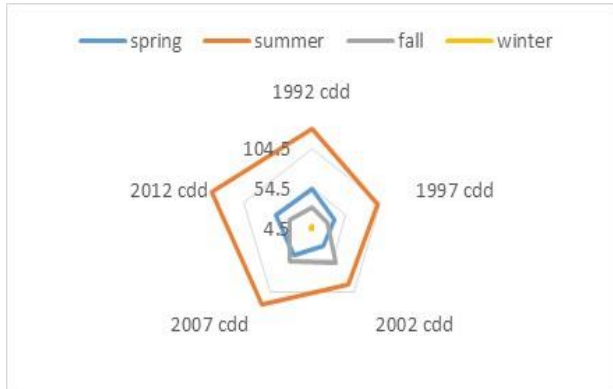 spring summer fall winter
1992 cdd
104.5
2012 cdd 54.5 1997 cdd
4.5
2007 cdd 2002 cdd